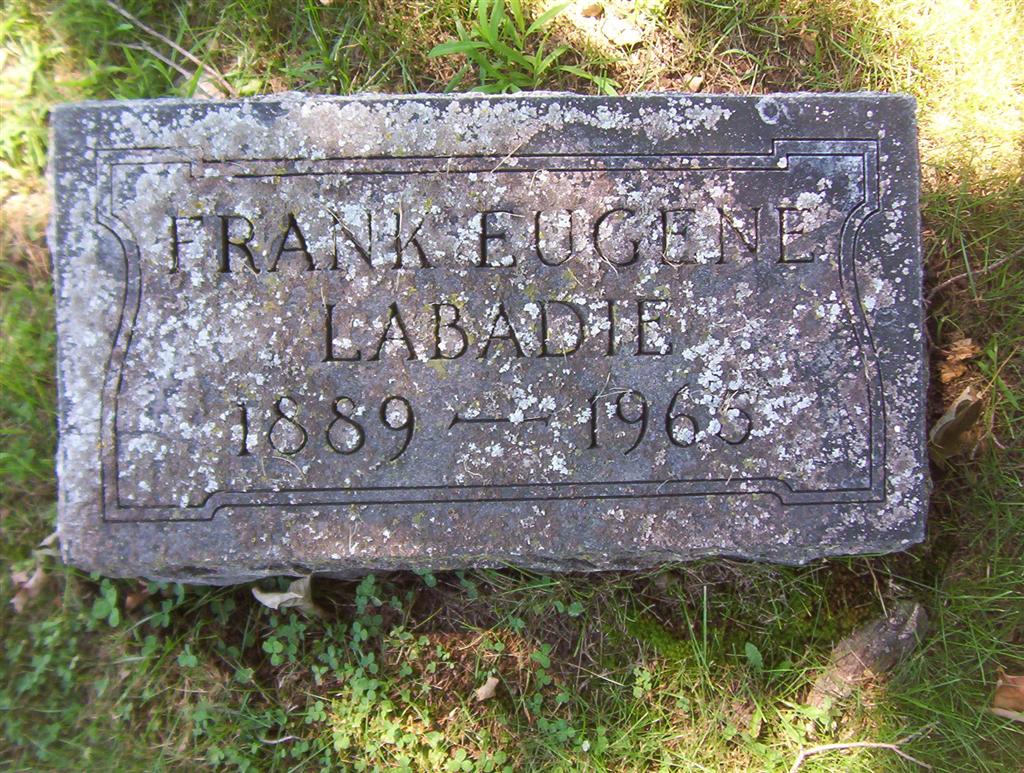 FRANK EUGENE
LABADIE
1889 — 1965